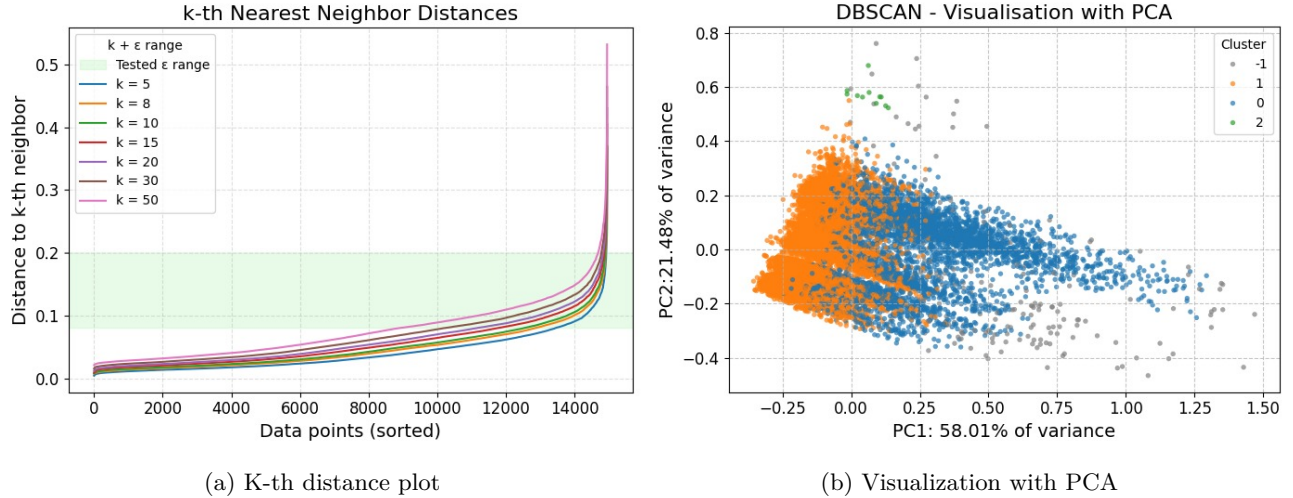 k-th Nearest Neighbor Distances
k + ε range
Tested ε range
k = 5
k = 8
k = 10
k = 15
k = 20
k = 30
k = 50
Distance to k-th neighbor
0.5
0.4
0.3
0.2
0.1
0.0
0 2000 4000 6000 8000 10000 12000 14000
Data points (sorted)
(a) K-th distance plot
DBSCAN - Visualisation with PCA
Cluster
-1
1
0
2
PC2:21.48% of variance
0.8
0.6
0.4
0.2
0.0
−0.2
−0.4
−0.25 0.00 0.25 0.50 0.75 1.00 1.25 1.50
PC1: 58.01% of variance
(b) Visualization with PCA